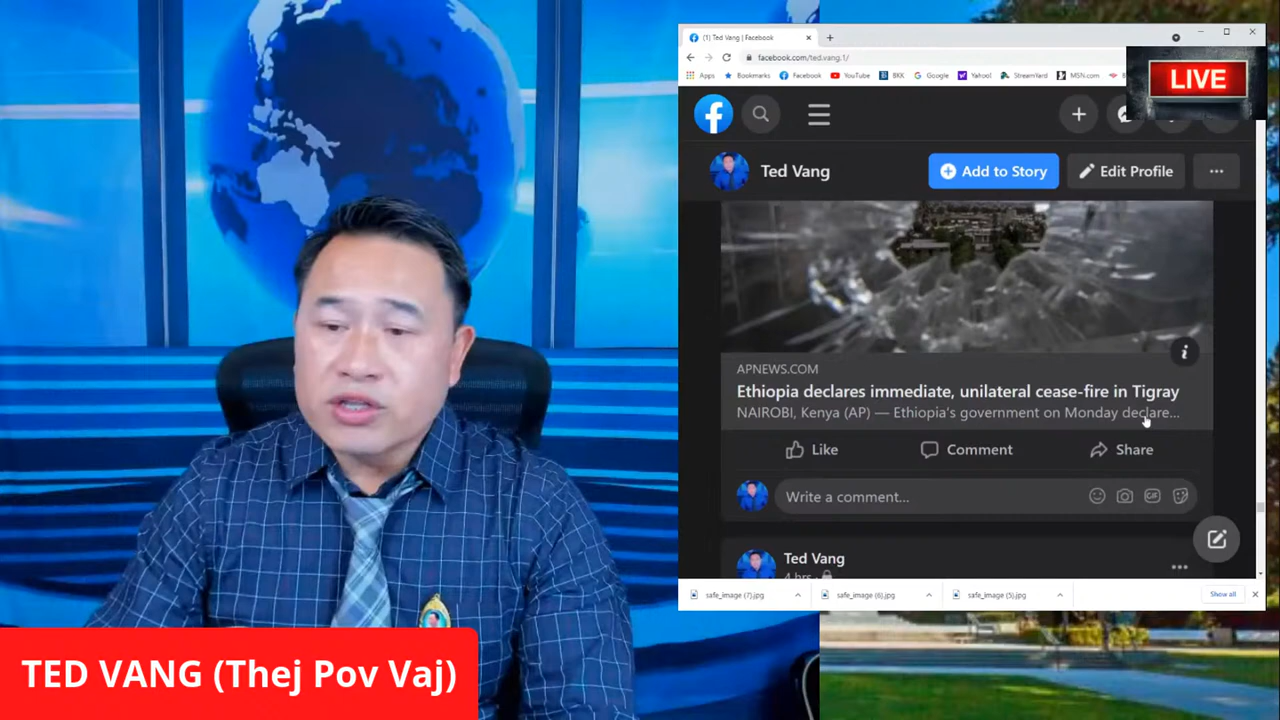 (1) Ted Vang | Facebook
facebook.com/ted.vang.1/
Apps Bookmarks Facebook YouTube BKK Google Yahoo! StreamYard MSN.com
LIVE
Ted Vang
Add to Story
Edit Profile
APNEWS.COM
Ethiopia declares immediate, unilateral cease-fire in Tigray
NAIROBI, Kenya (AP) — Ethiopia's government on Monday declare...
Like Comment Share
Write a comment...
GIF
Ted Vang
4 hrs
safe_image (7).jpg safe_image (6).jpg safe_image (5).jpg Show all
TED VANG (Thej Pov Vaj)